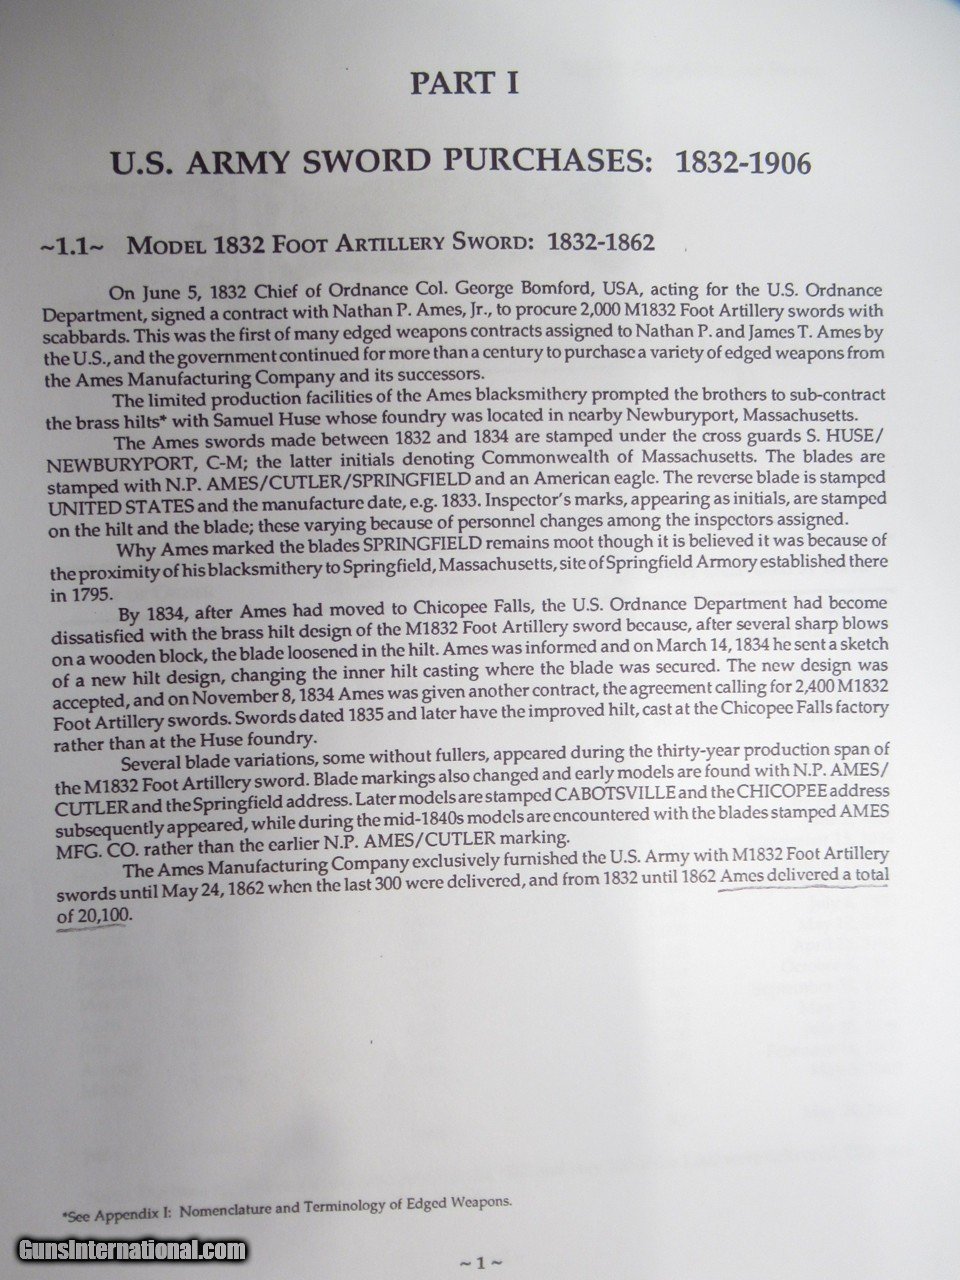 PART I
U.S. ARMY SWORD PURCHASES: 1832-1906
~1.1~ MODEL 1832 FOOT ARTILLERY SWORD: 1832-1862
On June 5, 1832 Chief of Ordnance Col. George Bomford, USA, acting for the U.S. Ordnance
Department, signed a contract with Nathan P. Ames, Jr., to procure 2,000 M1832 Foot Artillery swords with
scabbards. This was the first of many edged weapons contracts assigned to Nathan P. and James T. Ames by
the U.S., and the government continued for more than a century to purchase a variety of edged weapons from
the Ames Manufacturing Company and its successors.
The limited production facilities of the Ames blacksmithery prompted the brothers to sub-contract
the brass hilts* with Samuel Huse whose foundry was located in nearby Newburyport, Massachusetts.
The Ames swords made between 1832 and 1834 are stamped under the cross guards S. HUSE/
NEWBURYPORT, C-M; the latter initials denoting Commonwealth of Massachusetts. The blades are
stamped with N.P. AMES/CUTLER/SPRINGFIELD and an American eagle. The reverse blade is stamped
UNITED STATES and the manufacture date, e.g. 1833. Inspector's marks, appearing as initials, are stamped
on the hilt and the blade; these varying because of personnel changes among the inspectors assigned.
Why Ames marked the blades SPRINGFIELD remains moot though it is believed it was because of
the proximity of his blacksmithery to Springfield, Massachusetts, site of Springfield Armory established there
in 1795.
By 1834, after Ames had moved to Chicopee Falls, the U.S. Ordnance Department had become
dissatisfied with the brass hilt design of the M1832 Foot Artillery sword because, after several sharp blows
on a wooden block, the blade loosened in the hilt. Ames was informed and on March 14, 1834 he sent a sketch
of a new hilt design, changing the inner hilt casting where the blade was secured. The new design was
accepted, and on November 8, 1834 Ames was given another contract, the agreement calling for 2,400 M1832
Foot Artillery swords. Swords dated 1835 and later have the improved hilt, cast at the Chicopee Falls factory
rather than at the Huse foundry.
Several blade variations, some without fullers, appeared during the thirty-year production span of
the M1832 Foot Artillery sword. Blade markings also changed and early models are found with N.P. AMES/
CUTLER and the Springfield address. Later models are stamped CABOTSVILLE and the CHICOPEE address
subsequently appeared, while during the mid-1840s models are encountered with the blades stamped AMES
MFG. CO. rather than the earlier N.P. AMES/CUTLER marking.
The Ames Manufacturing Company exclusively furnished the U.S. Army with M1832 Foot Artillery
swords until May 24, 1862 when the last 300 were delivered, and from 1832 until 1862 Ames delivered a total
of 20,100.
*See Appendix I: Nomenclature and Terminology of Edged Weapons.
GunsInternational.com
~ 1 ~